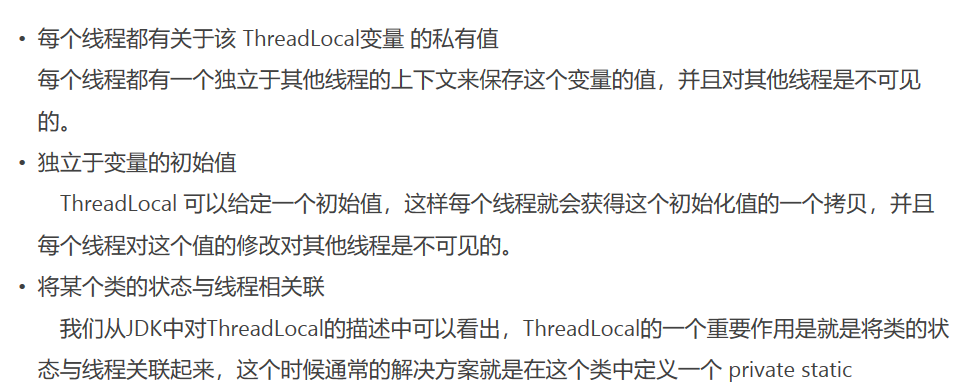 • 每个线程都有关于该 ThreadLocal变量 的私有值
每个线程都有一个独立于其他线程的上下文来保存这个变量的值，并且对其他线程是不可见
的。
• 独立于变量的初始值
ThreadLocal 可以给定一个初始值，这样每个线程就会获得这个初始化值的一个拷贝，并且
每个线程对这个值的修改对其他线程是不可见的。
• 将某个类的状态与线程相关联
我们从JDK中对ThreadLocal的描述中可以看出，ThreadLocal的一个重要作用是就是将类的状
态与线程关联起来，这个时候通常的解决方案就是在这个类中定义一个 private static